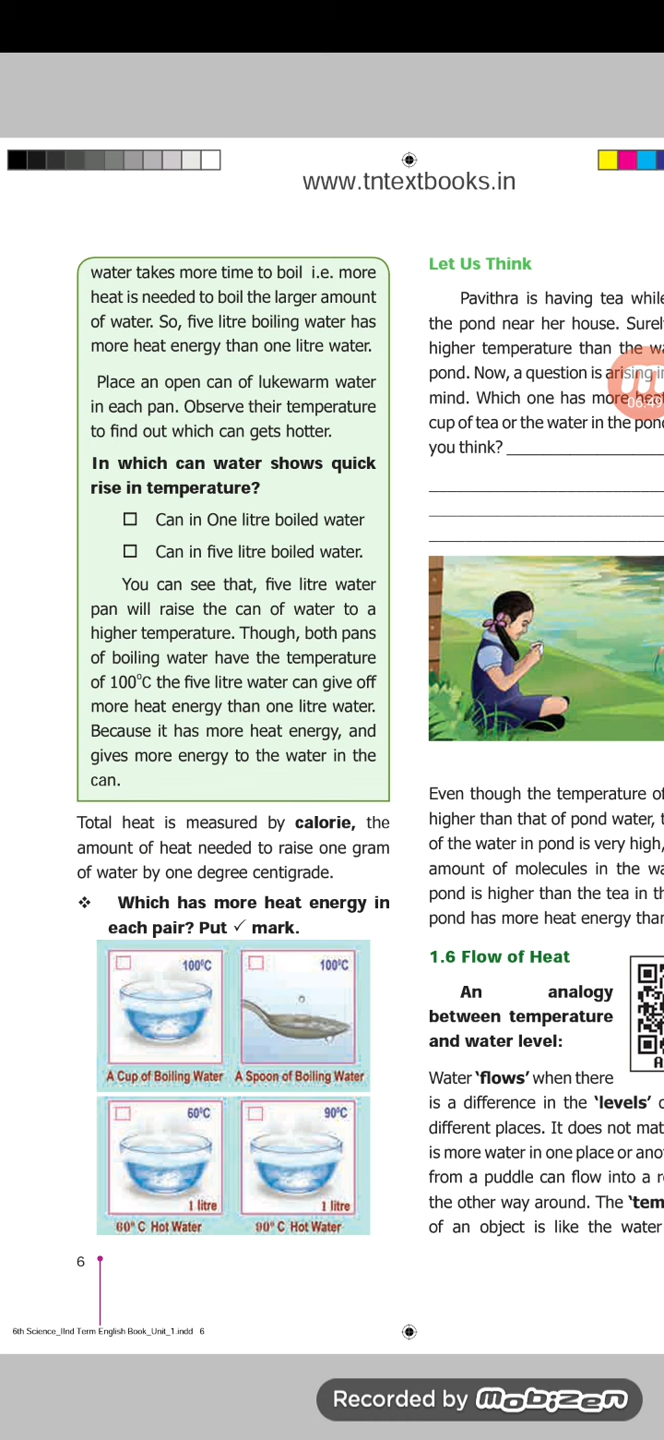 www.tntextbooks.in
water takes more time to boil i.e. more
heat is needed to boil the larger amount
of water. So, five litre boiling water has
more heat energy than one litre water.
Place an open can of lukewarm water
in each pan. Observe their temperature
to find out which can gets hotter.
In which can water shows quick
rise in temperature?
☐ Can in One litre boiled water
☐ Can in five litre boiled water.
You can see that, five litre water
pan will raise the can of water to a
higher temperature. Though, both pans
of boiling water have the temperature
of 100°C the five litre water can give off
more heat energy than one litre water.
Because it has more heat energy, and
gives more energy to the water in the
can.
Total heat is measured by calorie, the
amount of heat needed to raise one gram
of water by one degree centigrade.
❖ Which has more heat energy in
each pair? Put ✓ mark.
100°C
100°C
A Cup of Boiling Water
A Spoon of Boiling Water
60°C
90°C
1 litre
1 litre
60° C Hot Water
90° C Hot Water
6
6th Science_IInd Term English Book_Unit_1.indd 6
Let Us Think
Pavithra is having tea while
the pond near her house.
higher temperature than the
pond. Now, a question is arising
mind. Which one has more
cup of tea or the water in the
you think?
Even though the temperature
higher than that of pond water,
of the water in pond is very high,
amount of molecules in the
pond is higher than the tea in
pond has more heat energy
1.6 Flow of Heat
An analogy
between temperature
and water level:
Water 'flows' when there
is a difference in the 'levels'
different places. It does not
is more water in one place or
from a puddle can flow into a
the other way around. The
of an object is like the water
06:49
Recorded by mobizen